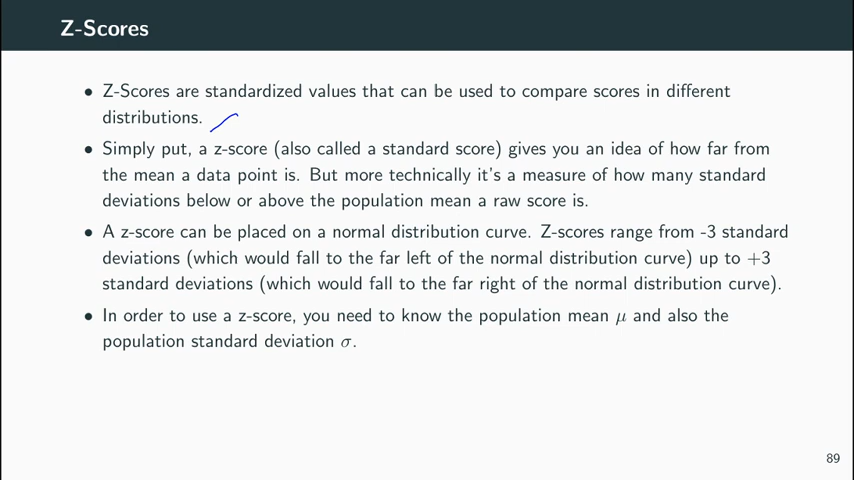 Z-Scores
• Z-Scores are standardized values that can be used to compare scores in different
distributions.
• Simply put, a z-score (also called a standard score) gives you an idea of how far from
the mean a data point is. But more technically it's a measure of how many standard
deviations below or above the population mean a raw score is.
• A z-score can be placed on a normal distribution curve. Z-scores range from -3 standard
deviations (which would fall to the far left of the normal distribution curve) up to +3
standard deviations (which would fall to the far right of the normal distribution curve).
• In order to use a z-score, you need to know the population mean μ and also the
population standard deviation σ.
89